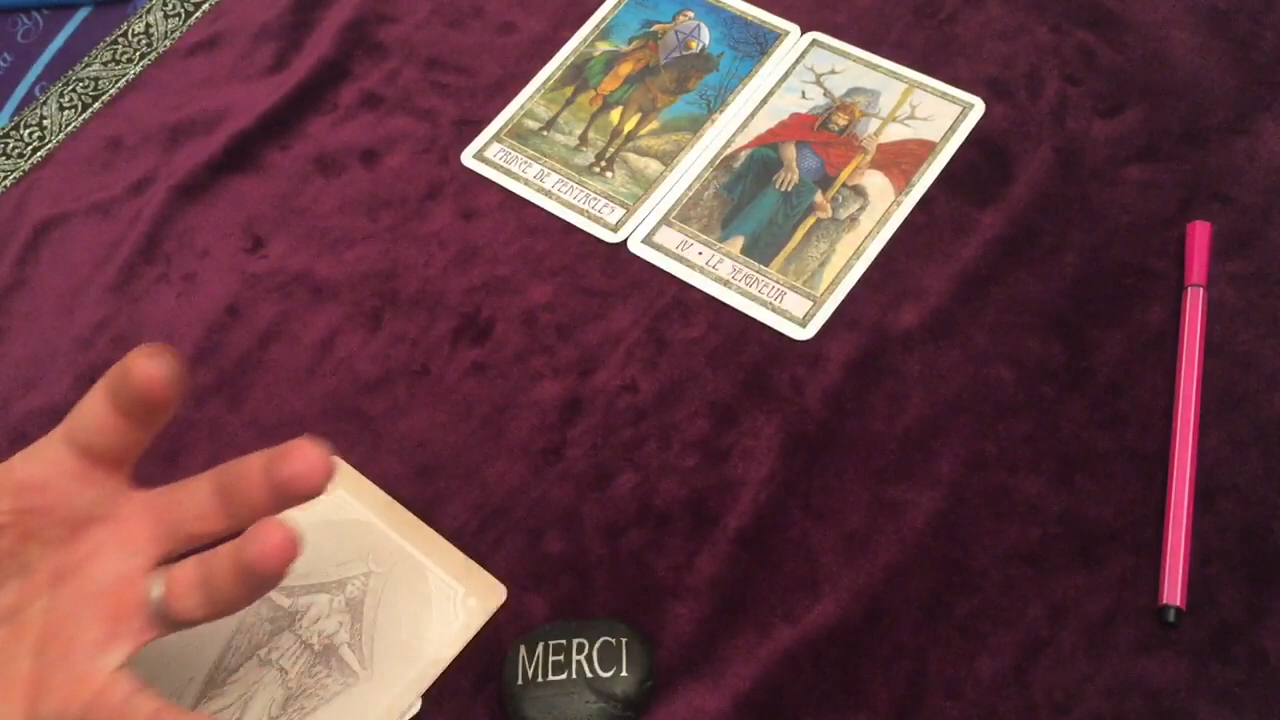 PRINCE DE PENTACLES
IV • LE SEIGNEUR
MERCI